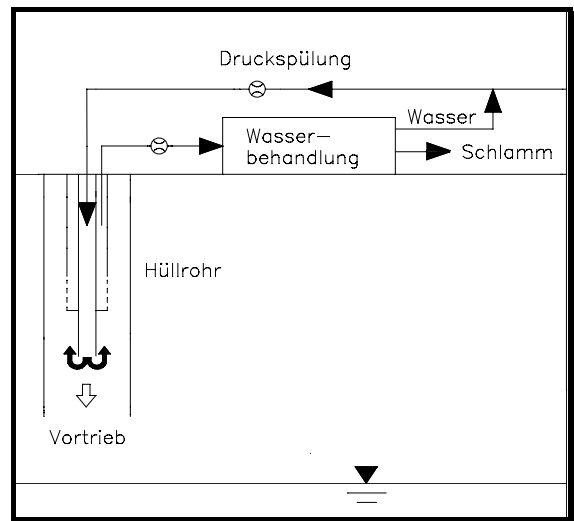 Druckspülung
Wasser
Wasser-
behandlung
Schlamm
Hüllrohr
Vortrieb